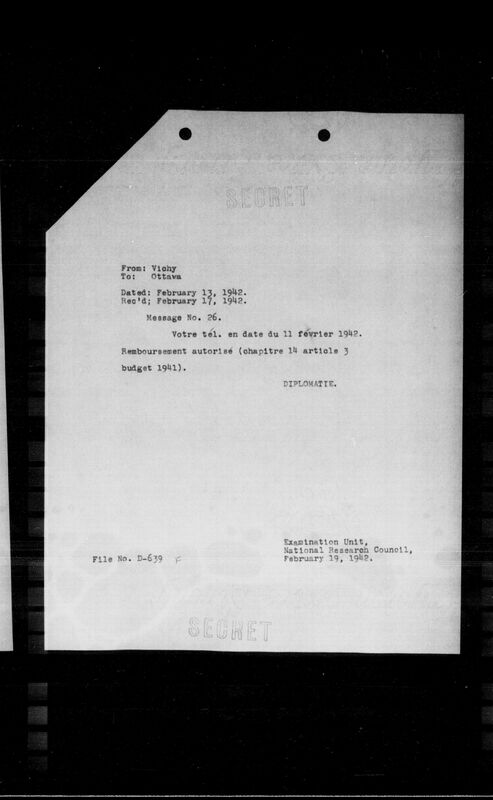 SECRET
From: Vichy
To: Ottawa
Dated: February 13, 1942.
Rec'd; February 17, 1942.
Message No. 26.
Votre tél. en date du 11 février 1942.
Remboursement autorisé (chapitre 14 article 3
budget 1941).
DIPLOMATIE.
Examination Unit,
National Research Council,
February 19, 1942.
File No. D-639
SECRET